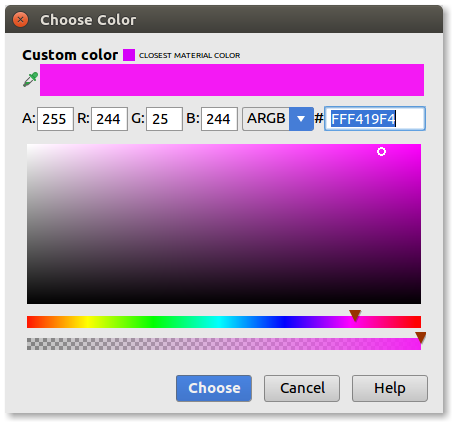 Choose Color
Custom color CLOSEST MATERIAL COLOR
A: 255 R: 244 G: 25 B: 244 ARGB # FFF419F4
Choose Cancel Help